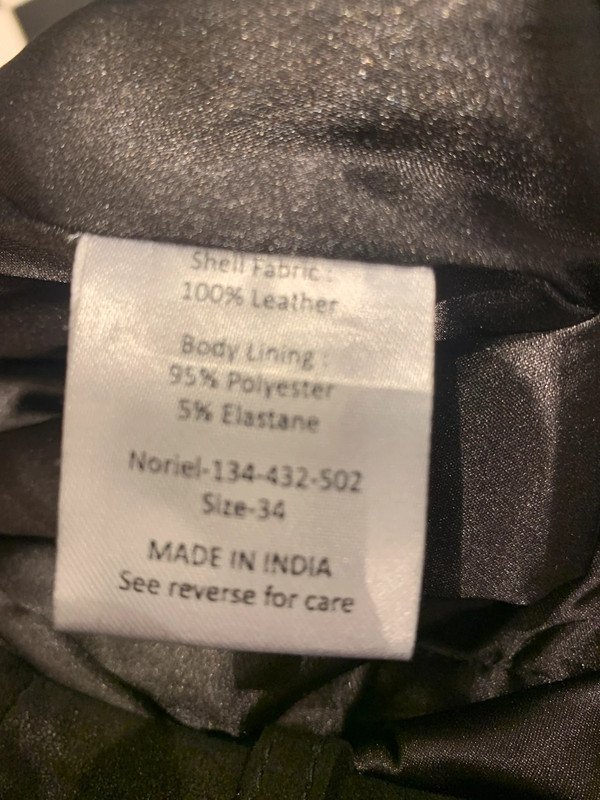 Shell Fabric :
100% Leather
Body Lining :
95% Polyester
5% Elastane
Noriel-134-432-502
Size-34
MADE IN INDIA
See reverse for care